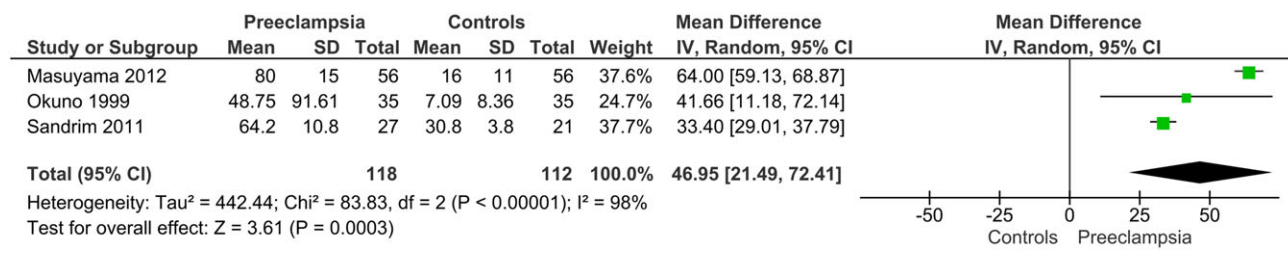 Preeclampsia Controls Mean Difference Mean Difference
Study or Subgroup Mean SD Total Mean SD Total Weight IV, Random, 95% CI IV, Random, 95% CI
Masuyama 2012 80 15 56 16 11 56 37.6% 64.00 [59.13, 68.87]
Okuno 1999 48.75 91.61 35 7.09 8.36 35 24.7% 41.66 [11.18, 72.14]
Sandrim 2011 64.2 10.8 27 30.8 3.8 21 37.7% 33.40 [29.01, 37.79]
Total (95% CI) 118 112 100.0% 46.95 [21.49, 72.41]
Heterogeneity: Tau² = 442.44; Chi² = 83.83, df = 2 (P < 0.00001); I² = 98%
Test for overall effect: Z = 3.61 (P = 0.0003)
-50 -25 0 25 50
Controls Preeclampsia